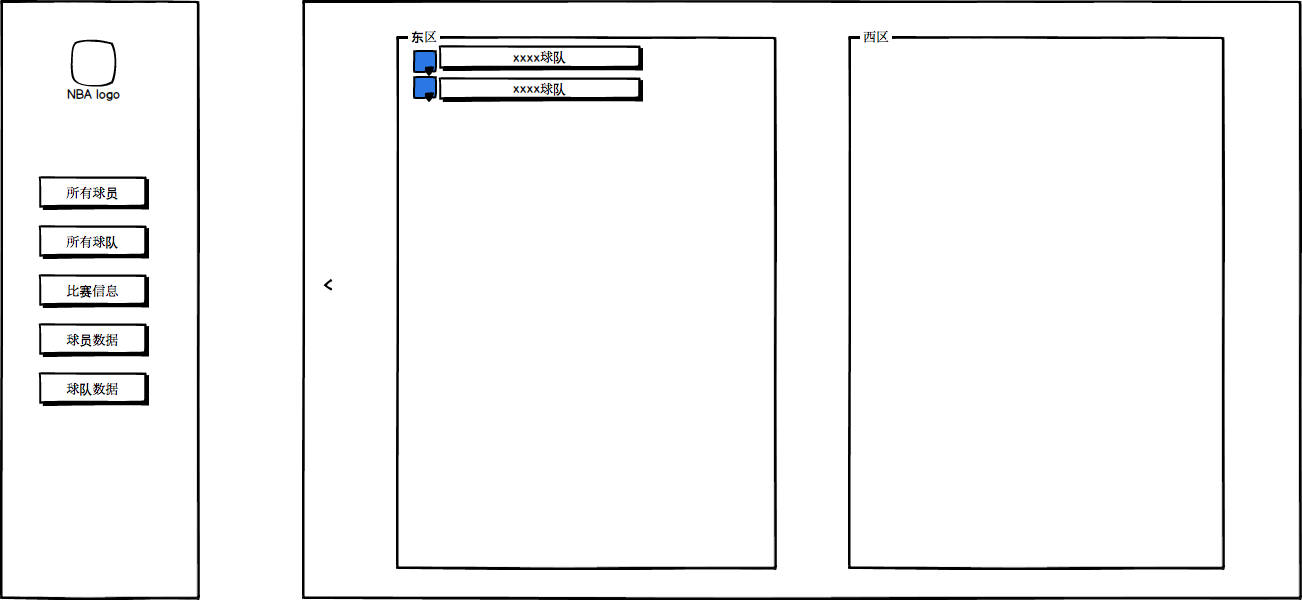 NBA logo
所有球员
所有球队
比赛信息
球员数据
球队数据
<
东区
xxxx球队
xxxx球队
西区